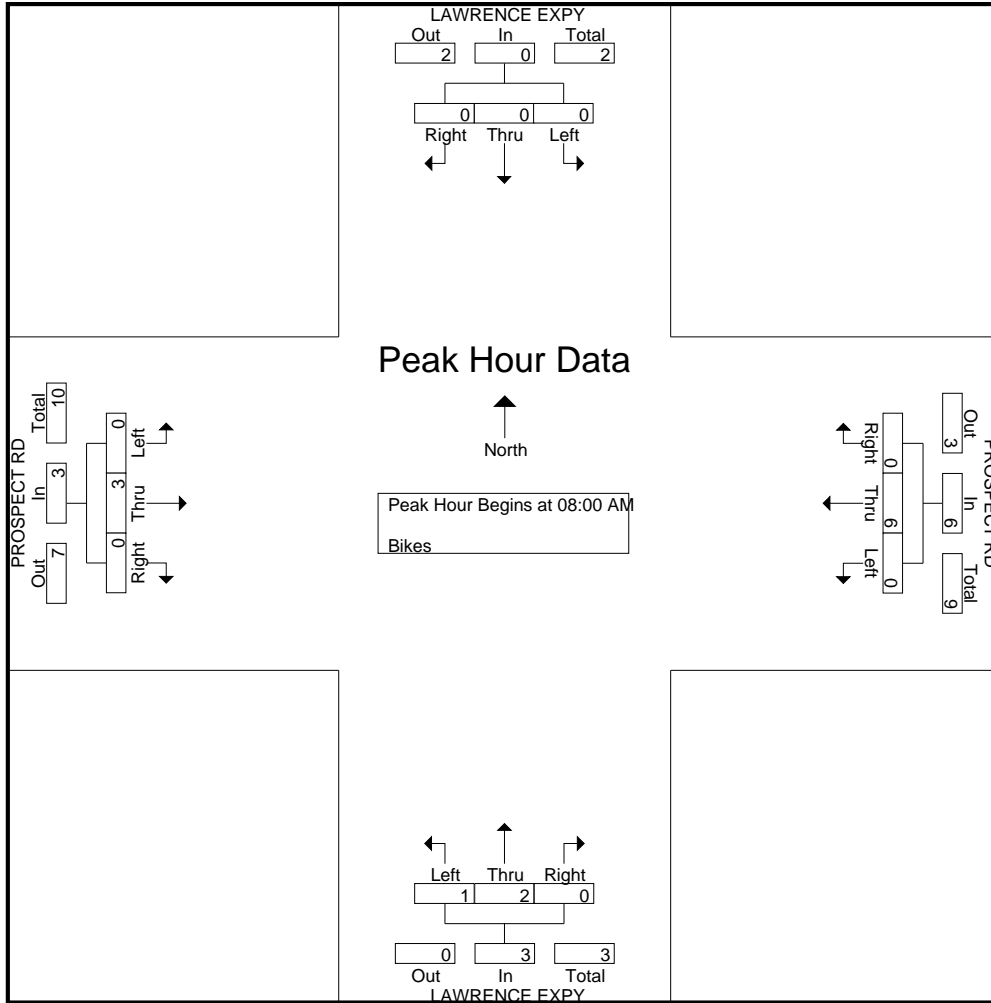 LAWRENCE EXPY
Out In Total
2 0 2
0 0 0
Right Thru Left
Peak Hour Data
North
Peak Hour Begins at 08:00 AM
Bikes
PROSPECT RD
Out In Total
7 3 10
0 3 0
Right Thru Left
PROSPECT RD
Out In Total
3 6 9
0 6 0
Right Thru Left
Left Thru Right
1 2 0
0 3 3
Out In Total
LAWRENCE EXPY